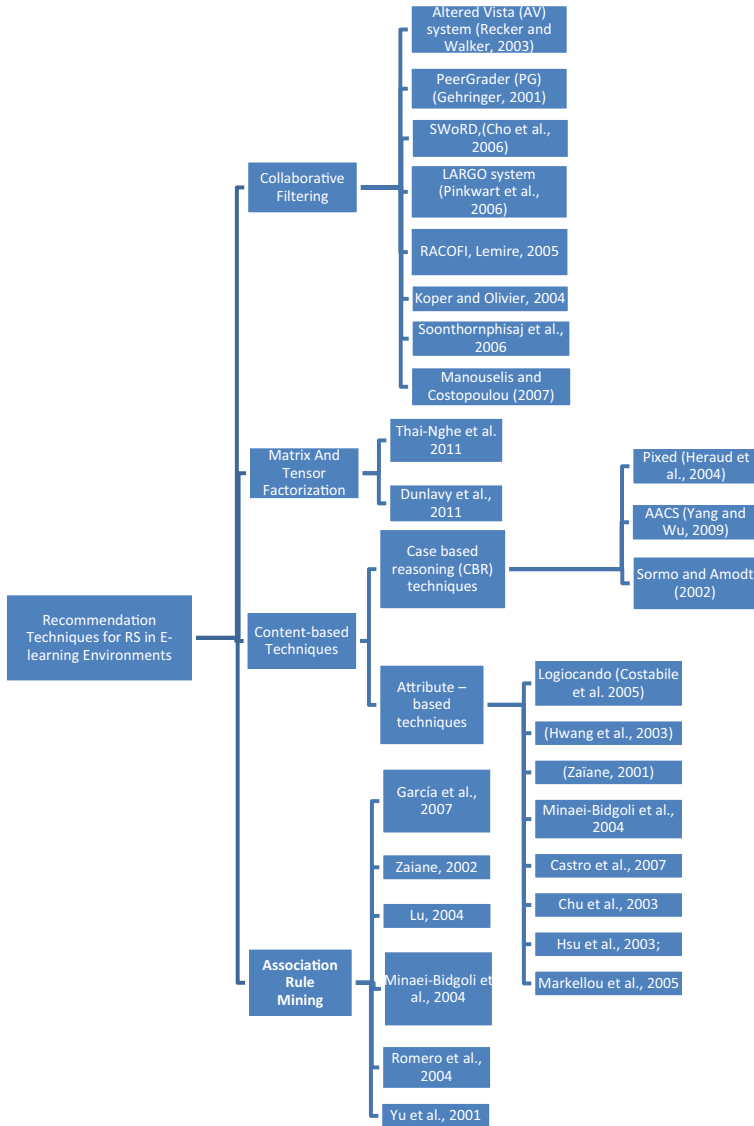 Recommendation
Techniques for RS in E-
learning Environments
Collaborative
Filtering
Altered Vista (AV)
system (Recker and
Walker, 2003)
PeerGrader (PG)
(Gehringer, 2001)
SWoRD,(Cho et al.,
2006)
LARGO system
(Pinkwart et al.,
2006)
RACOFI, Lemire, 2005
Koper and Olivier, 2004
Soonthornphisaj et al.,
2006
Manouselis and
Costopoulou (2007)
Matrix And
Tensor
Factorization
Thai-Nghe et al.
2011
Dunlavy et al.,
2011
Content-based
Techniques
Case based
reasoning (CBR)
techniques
Pixed (Heraud et
al., 2004)
AACS (Yang and
Wu, 2009)
Sormo and Amodt
(2002)
Attribute –
based
techniques
Logiocando (Costabile
et al. 2005)
(Hwang et al., 2003)
(Zaïane, 2001)
Minaei-Bidgoli et al.,
2004
Castro et al., 2007
Chu et al., 2003
Hsu et al., 2003;
Markellou et al., 2005
Association
Rule
Mining
García et al.,
2007
Zaiane, 2002
Lu, 2004
Minaei-Bidgoli et
al., 2004
Romero et al.,
2004
Yu et al., 2001